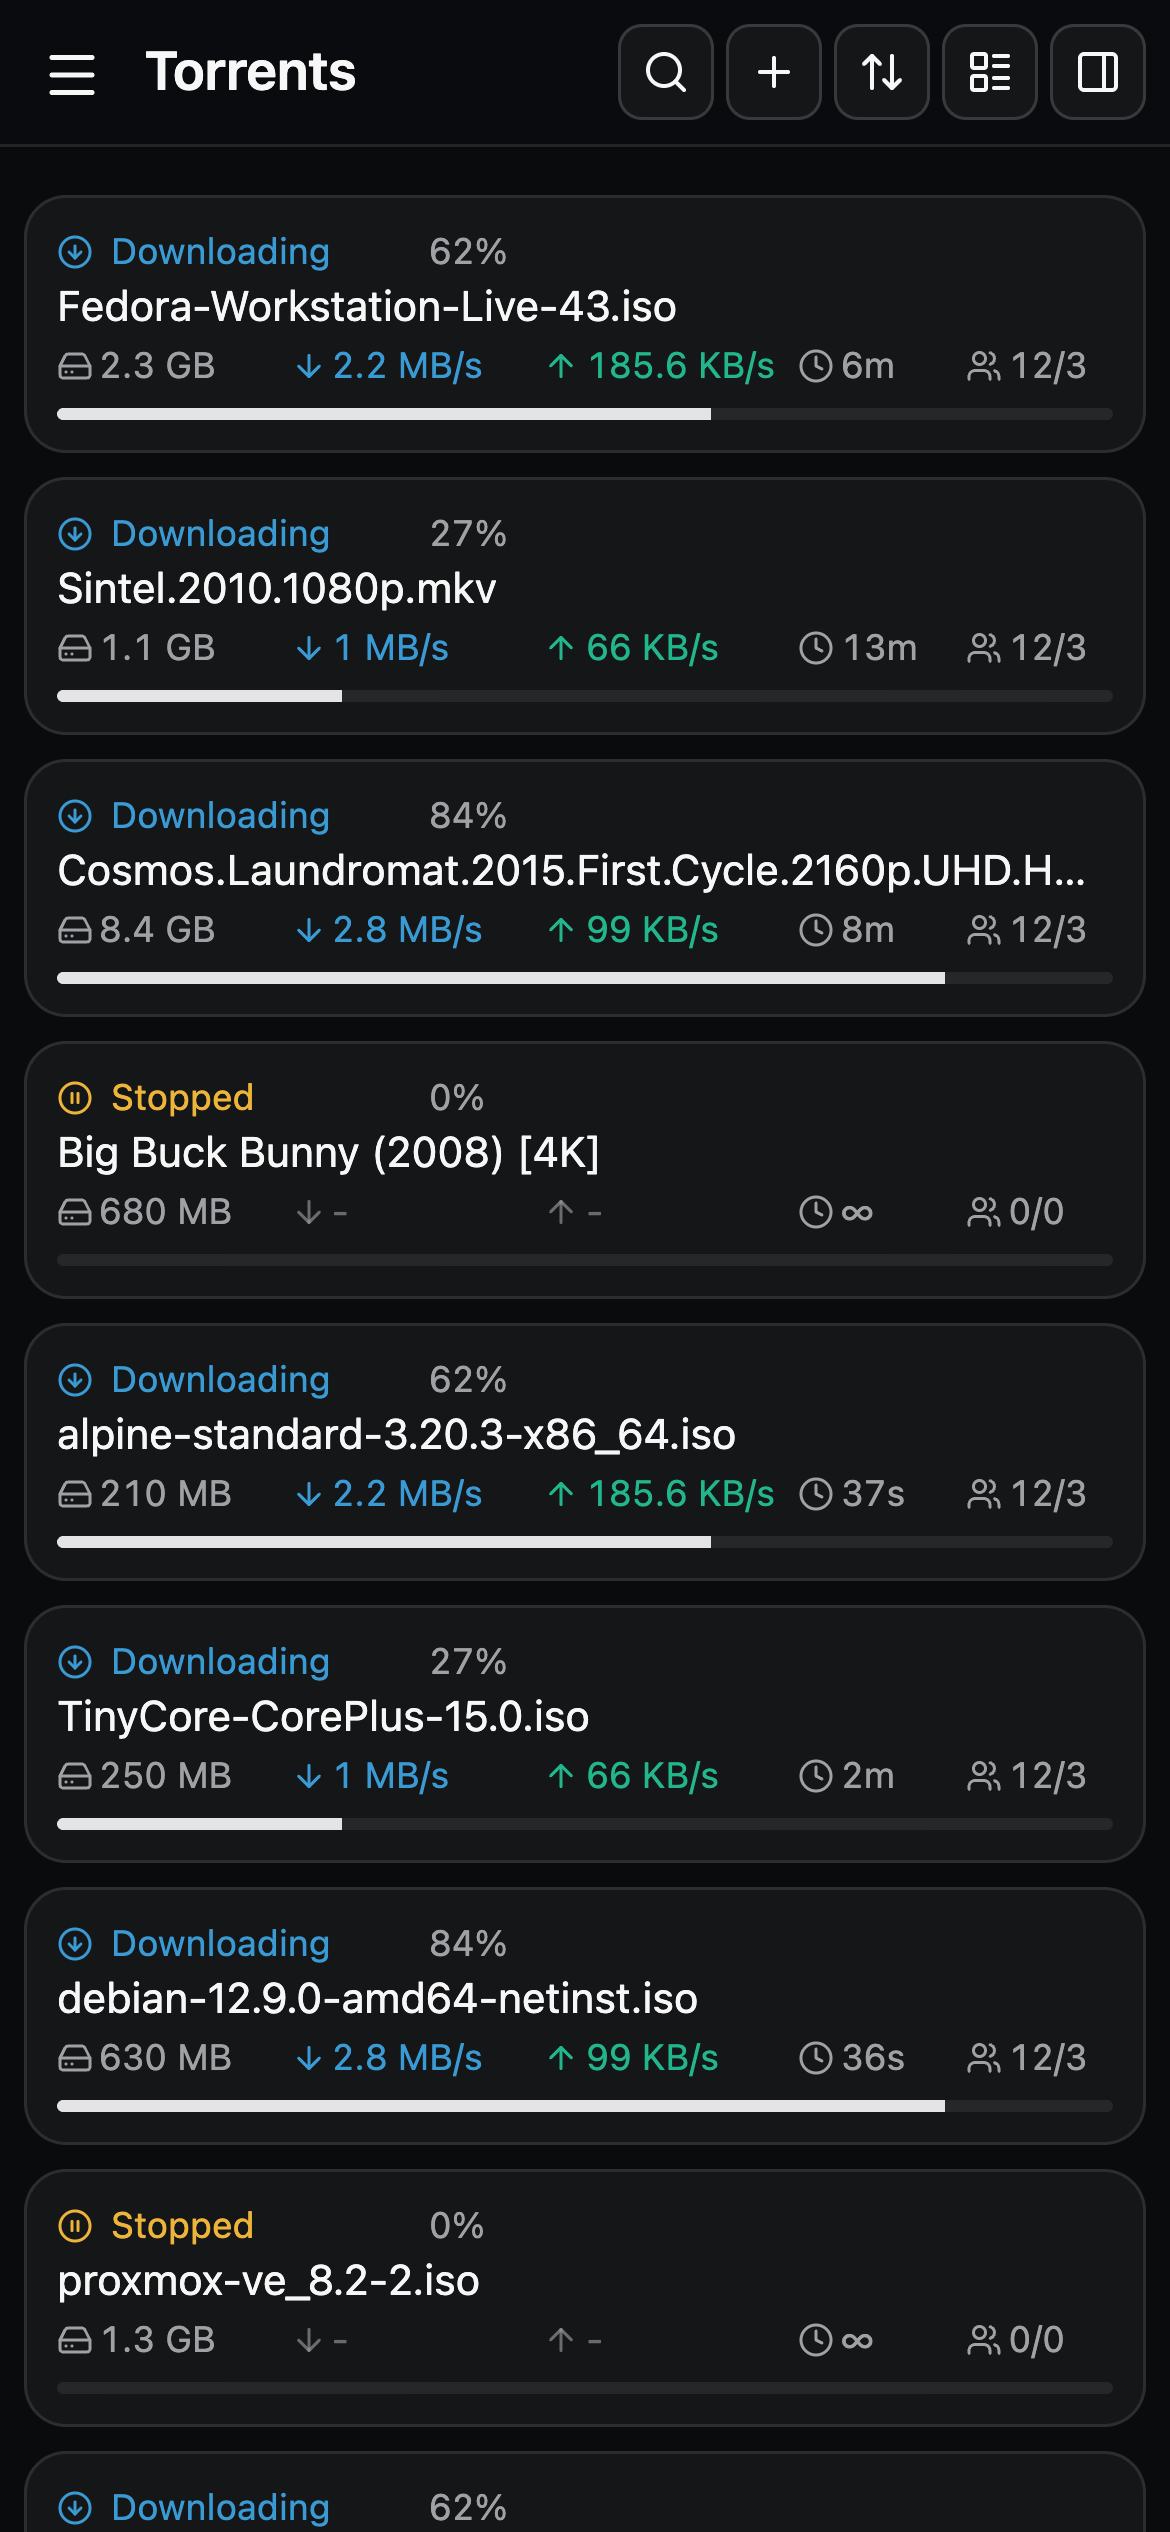 Torrents
Downloading 62%
Fedora-Workstation-Live-43.iso
2.3 GB ↓ 2.2 MB/s ↑ 185.6 KB/s 6m 12/3
Downloading 27%
Sintel.2010.1080p.mkv
1.1 GB ↓ 1 MB/s ↑ 66 KB/s 13m 12/3
Downloading 84%
Cosmos.Laundromat.2015.First.Cycle.2160p.UHD.H...
8.4 GB ↓ 2.8 MB/s ↑ 99 KB/s 8m 12/3
Stopped 0%
Big Buck Bunny (2008) [4K]
680 MB ↓ - ↑ - ∞ 0/0
Downloading 62%
alpine-standard-3.20.3-x86_64.iso
210 MB ↓ 2.2 MB/s ↑ 185.6 KB/s 37s 12/3
Downloading 27%
TinyCore-CorePlus-15.0.iso
250 MB ↓ 1 MB/s ↑ 66 KB/s 2m 12/3
Downloading 84%
debian-12.9.0-amd64-netinst.iso
630 MB ↓ 2.8 MB/s ↑ 99 KB/s 36s 12/3
Stopped 0%
proxmox-ve_8.2-2.iso
1.3 GB ↓ - ↑ - ∞ 0/0
Downloading 62%